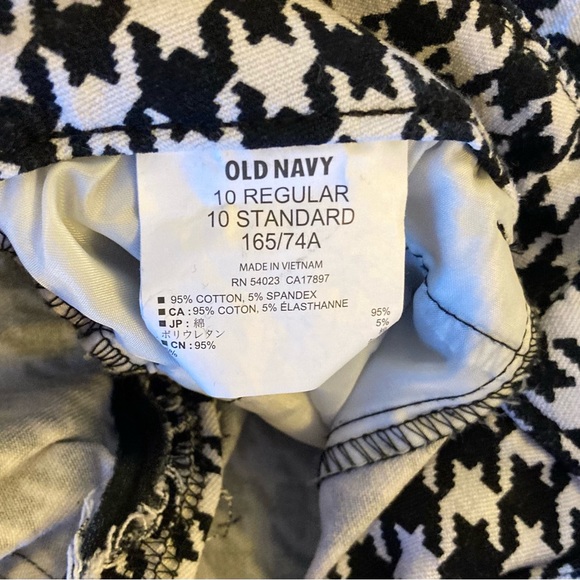 OLD NAVY
10 REGULAR
10 STANDARD
165/74A
MADE IN VIETNAM
RN 54023 CA17897
■ 95% COTTON, 5% SPANDEX
■ CA : 95% COTON, 5% ÉLASTHANNE
■ JP : 綿 95%
ポリウレタン 5%
■ CN : 95%